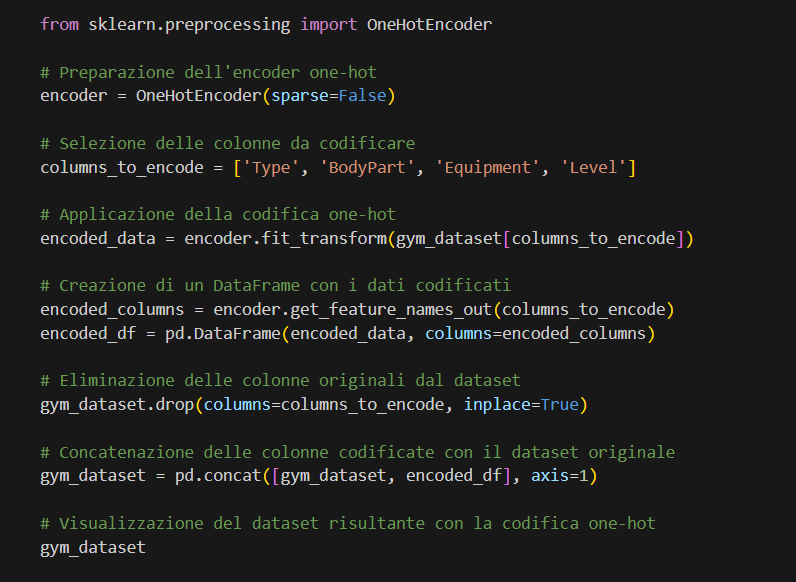 from sklearn.preprocessing import OneHotEncoder
# Preparazione dell'encoder one-hot
encoder = OneHotEncoder(sparse=False)
# Selezione delle colonne da codificare
columns_to_encode = ['Type', 'BodyPart', 'Equipment', 'Level']
# Applicazione della codifica one-hot
encoded_data = encoder.fit_transform(gym_dataset[columns_to_encode])
# Creazione di un DataFrame con i dati codificati
encoded_columns = encoder.get_feature_names_out(columns_to_encode)
encoded_df = pd.DataFrame(encoded_data, columns=encoded_columns)
# Eliminazione delle colonne originali dal dataset
gym_dataset.drop(columns=columns_to_encode, inplace=True)
# Concatenazione delle colonne codificate con il dataset originale
gym_dataset = pd.concat([gym_dataset, encoded_df], axis=1)
# Visualizzazione del dataset risultante con la codifica one-hot
gym_dataset